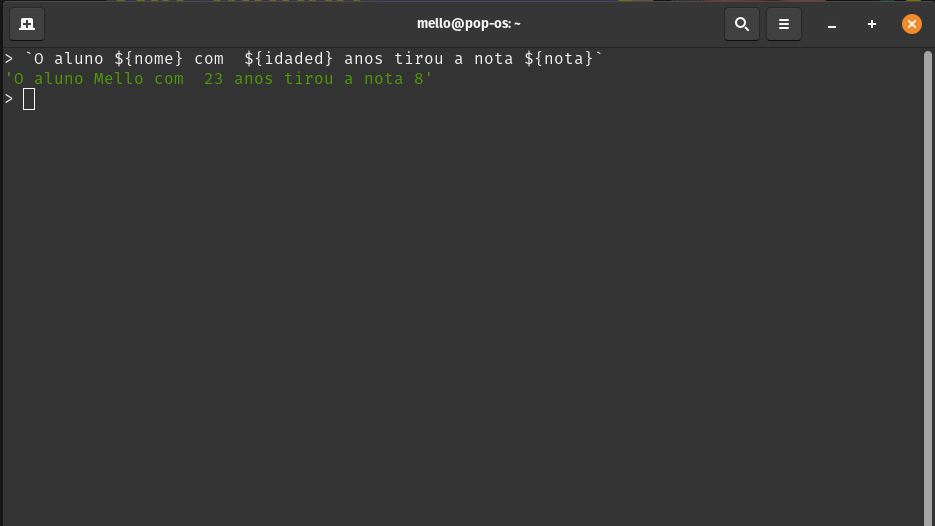 mello@pop-os: ~
> `O aluno ${nome} com  ${idaded} anos tirou a nota ${nota}`
'O aluno Mello com  23 anos tirou a nota 8'
>